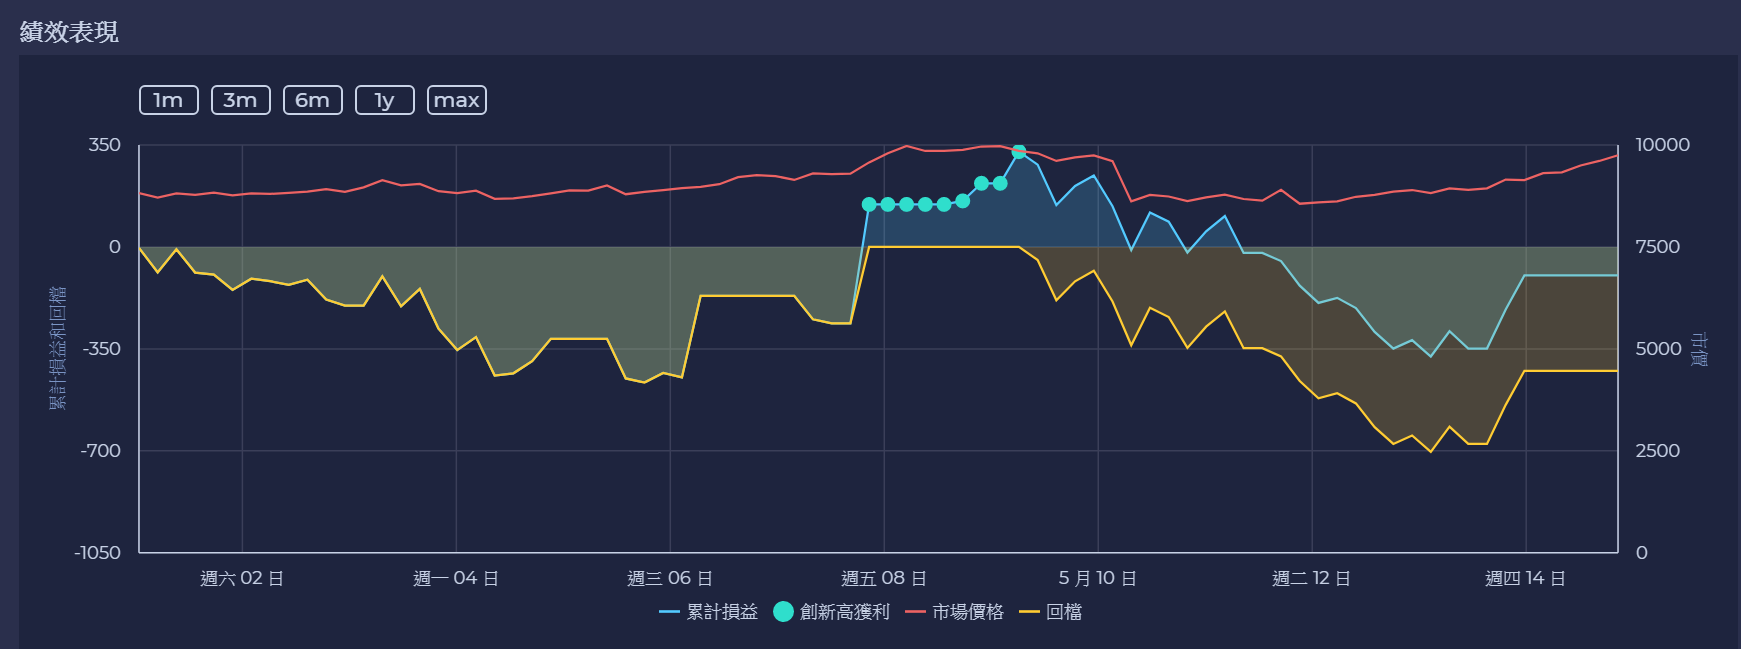 績效表現
1m 3m 6m 1y max
350 10000
0 7500
-350 5000
-700 2500
-1050 0
累計損益和回檔
市價
週六 02 日 週一 04 日 週三 06 日 週五 08 日 5 月 10 日 週二 12 日 週四 14 日
累計損益 創新高獲利 市場價格 回檔